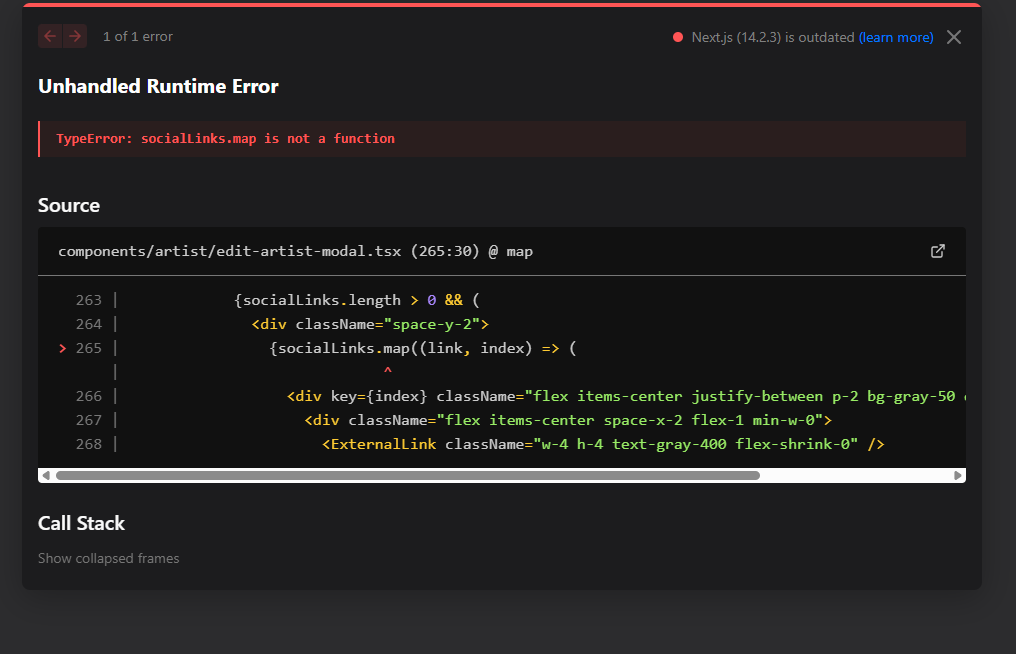 1 of 1 error
Next.js (14.2.3) is outdated (learn more)
Unhandled Runtime Error
TypeError: socialLinks.map is not a function
Source
components/artist/edit-artist-modal.tsx (265:30) @ map
263 |             {socialLinks.length > 0 && (
264 |               <div className="space-y-2">
> 265 |                 {socialLinks.map((link, index) => (
|                              ^
266 |                   <div key={index} className="flex items-center justify-between p-2 bg-gray-50
267 |                     <div className="flex items-center space-x-2 flex-1 min-w-0">
268 |                       <ExternalLink className="w-4 h-4 text-gray-400 flex-shrink-0" />
Call Stack
Show collapsed frames